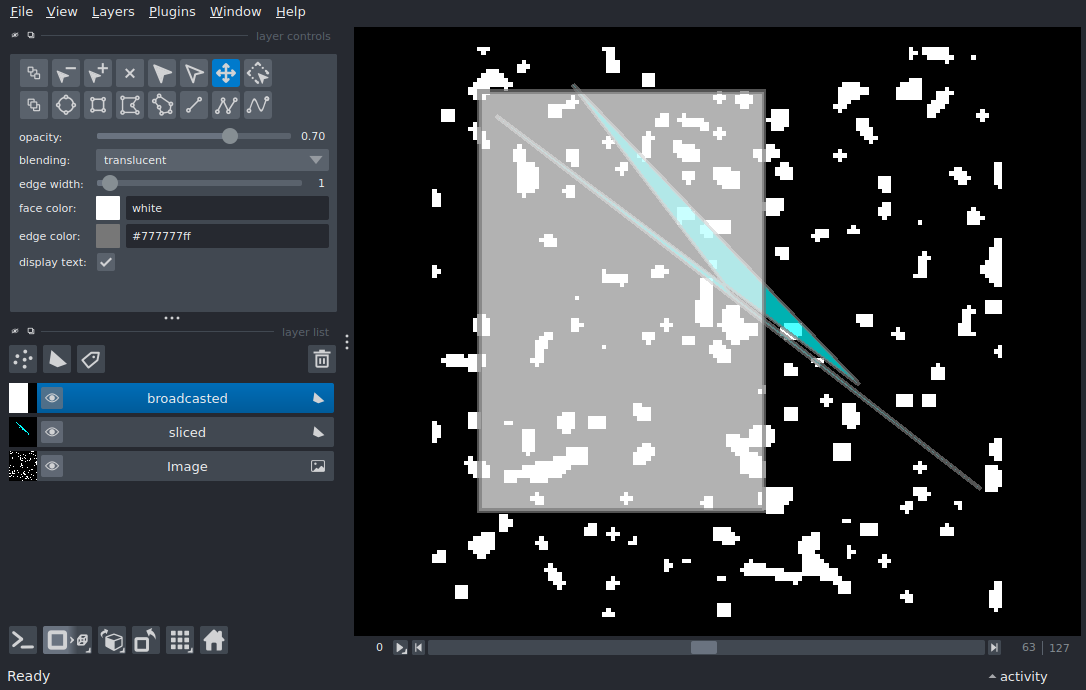 File View Layers Plugins Window Help
layer controls
opacity: 0.70
blending: translucent
edge width: 1
face color: white
edge color: #777777ff
display text:
layer list
broadcasted
sliced
Image
0 63 127
Ready activity